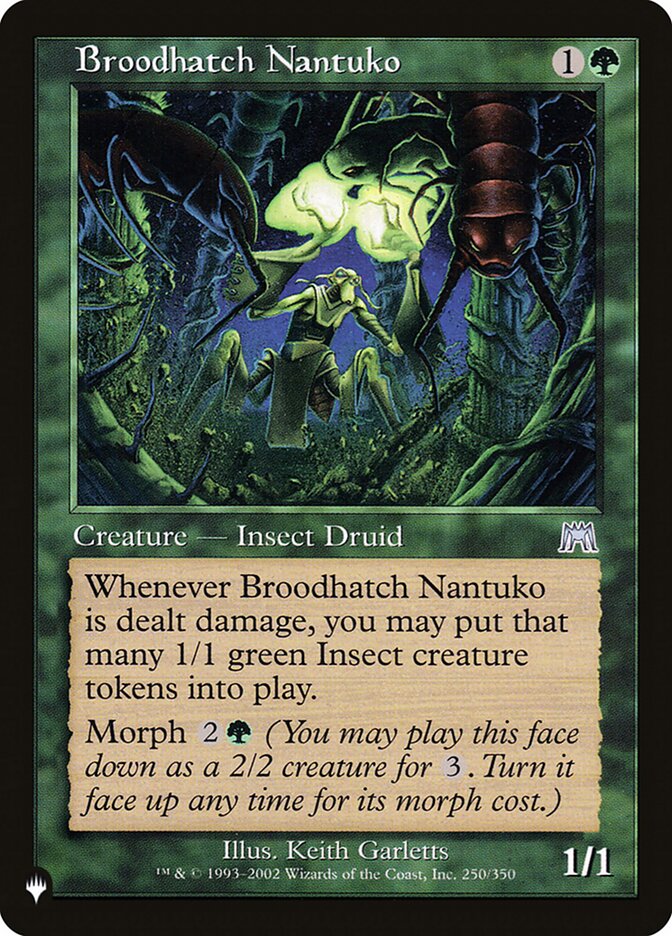 Broodhatch Nantuko 1
Creature — Insect Druid
Whenever Broodhatch Nantuko
is dealt damage, you may put that
many 1/1 green Insect creature
tokens into play.
Morph 2 (You may play this face
down as a 2/2 creature for 3. Turn it
face up any time for its morph cost.)
Illus. Keith Garletts
™ & © 1993–2002 Wizards of the Coast, Inc. 250/350
1/1